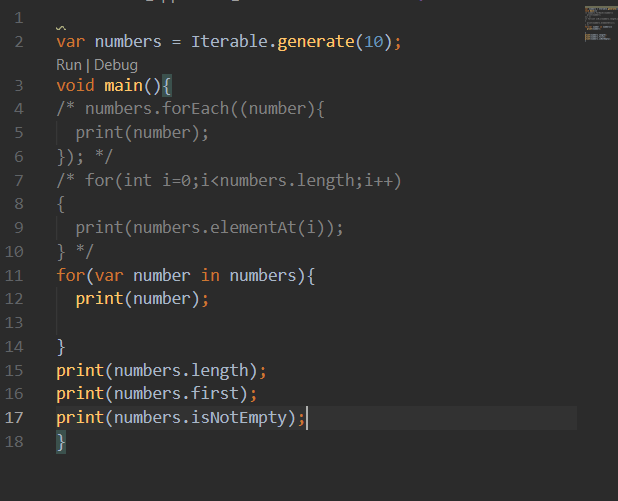 1
2 var numbers = Iterable.generate(10);
Run | Debug
3 void main(){
4 /* numbers.forEach((number){
5   print(number);
6 }); */
7 /* for(int i=0;i<numbers.length;i++)
8 {
9   print(numbers.elementAt(i));
10 } */
11 for(var number in numbers){
12   print(number);
13
14 }
15 print(numbers.length);
16 print(numbers.first);
17 print(numbers.isNotEmpty);
18 }